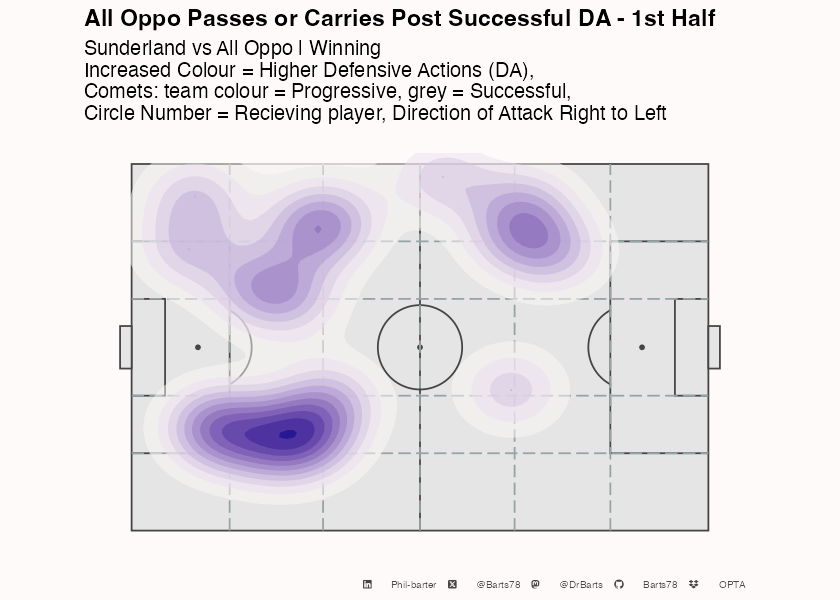 All Oppo Passes or Carries Post Successful DA - 1st Half
Sunderland vs All Oppo | Winning
Increased Colour = Higher Defensive Actions (DA),
Comets: team colour = Progressive, grey = Successful,
Circle Number = Recieving player, Direction of Attack Right to Left
Phil-barter @Barts78 @DrBarts Barts78 OPTA